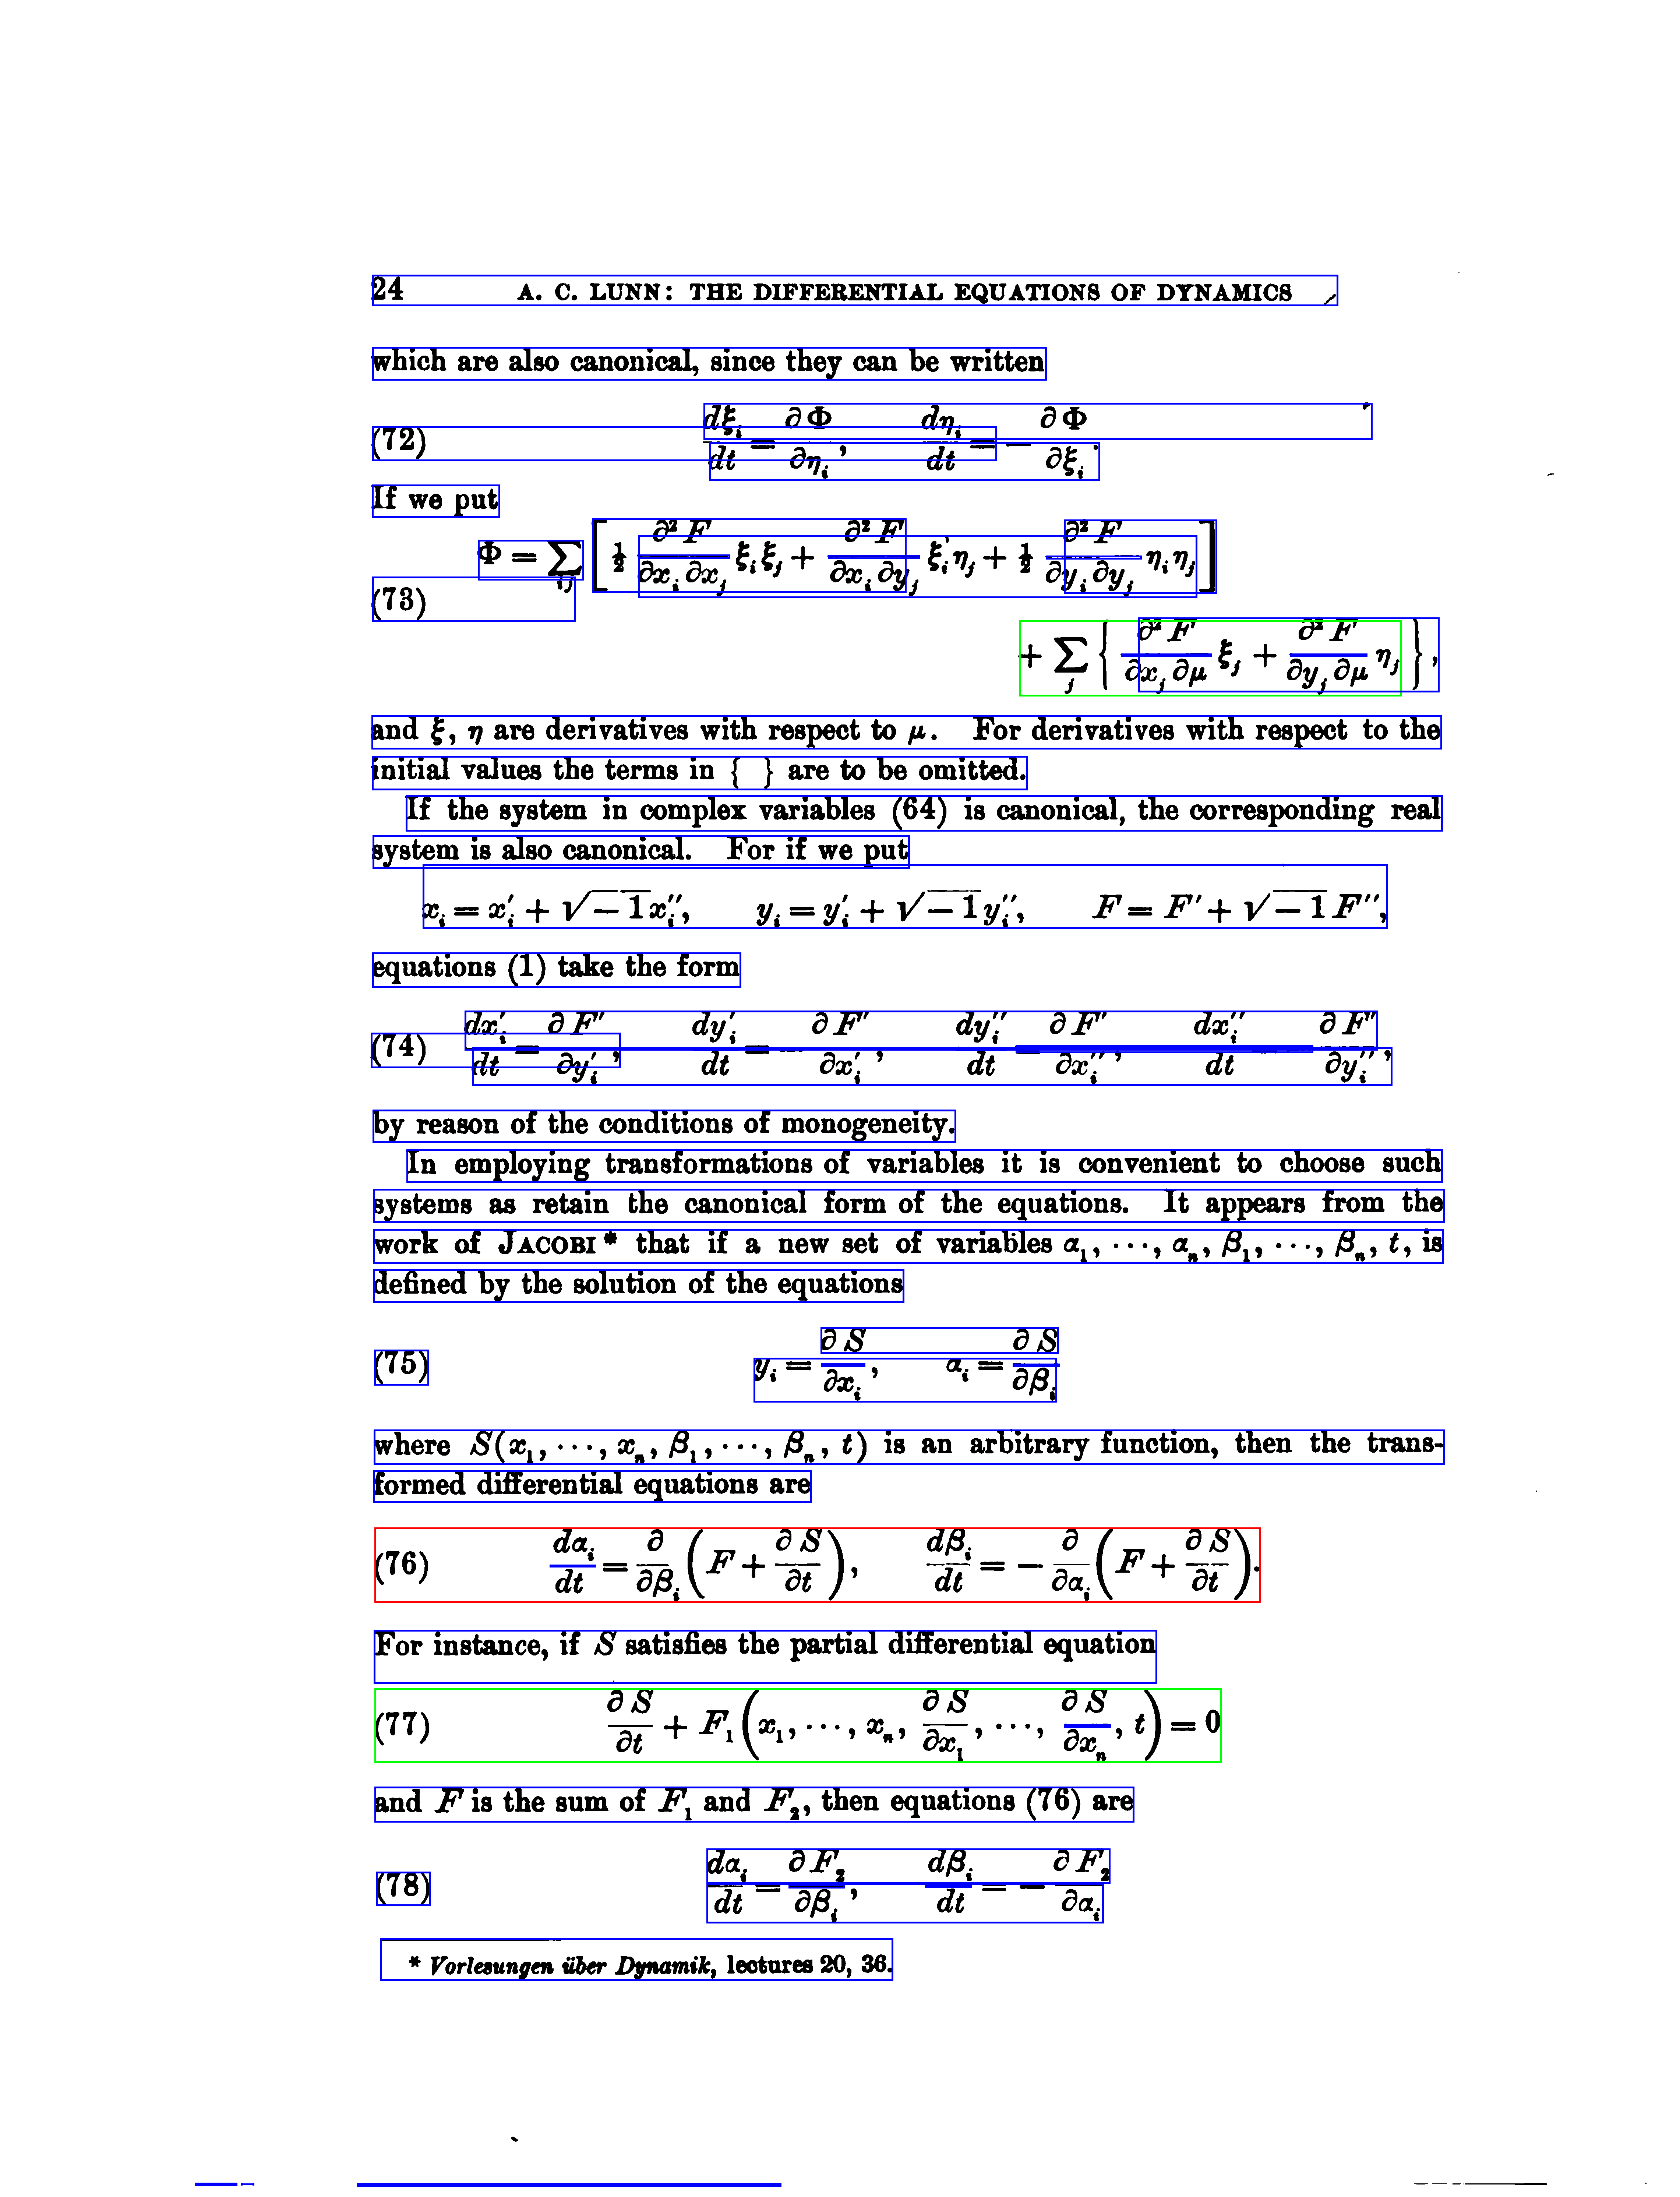 24 A. C. LUNN: THE DIFFERENTIAL EQUATIONS OF DYNAMICS
which are also canonical, since they can be written
(72) $\frac{d\xi_i}{dt} = \frac{\partial \Phi}{\partial \eta_i}, \quad \frac{d\eta_i}{dt} = -\frac{\partial \Phi}{\partial \xi_i}.$
If we put
$\Phi = \sum_{ij} \left[ \frac{1}{2} \frac{\partial^2 F}{\partial x_i \partial x_j} \xi_i \xi_j + \frac{\partial^2 F}{\partial x_i \partial y_j} \xi_i \eta_j + \frac{1}{2} \frac{\partial^2 F}{\partial y_i \partial y_j} \eta_i \eta_j \right]$
(73)
$+ \sum_j \left\{ \frac{\partial^2 F}{\partial x_j \partial \mu} \xi_j + \frac{\partial^2 F}{\partial y_j \partial \mu} \eta_j \right\},$
and ξ, η are derivatives with respect to μ. For derivatives with respect to the
initial values the terms in { } are to be omitted.
If the system in complex variables (64) is canonical, the corresponding real
system is also canonical. For if we put
$x_i = x_i' + \sqrt{-1} x_i'', \quad y_i = y_i' + \sqrt{-1} y_i'', \quad F = F' + \sqrt{-1} F'',$
equations (1) take the form
(74) $\frac{dx_i'}{dt} = \frac{\partial F''}{\partial y_i'}, \quad \frac{dy_i'}{dt} = -\frac{\partial F''}{\partial x_i'}, \quad \frac{dy_i''}{dt} = \frac{\partial F''}{\partial x_i''}, \quad \frac{dx_i''}{dt} = -\frac{\partial F''}{\partial y_i''},$
by reason of the conditions of monogeneity.
In employing transformations of variables it is convenient to choose such
systems as retain the canonical form of the equations. It appears from the
work of JACOBI* that if a new set of variables $\alpha_1, \cdots, \alpha_n, \beta_1, \cdots, \beta_n, t$, is
defined by the solution of the equations
(75) $y_i = \frac{\partial S}{\partial x_i}, \quad \alpha_i = \frac{\partial S}{\partial \beta_i}$
where $S(x_1, \cdots, x_n, \beta_1, \cdots, \beta_n, t)$ is an arbitrary function, then the trans-
formed differential equations are
(76) $\frac{d\alpha_i}{dt} = \frac{\partial}{\partial \beta_i} \left( F + \frac{\partial S}{\partial t} \right), \quad \frac{d\beta_i}{dt} = -\frac{\partial}{\partial \alpha_i} \left( F + \frac{\partial S}{\partial t} \right).$
For instance, if S satisfies the partial differential equation
(77) $\frac{\partial S}{\partial t} + F_1 \left( x_1, \cdots, x_n, \frac{\partial S}{\partial x_1}, \cdots, \frac{\partial S}{\partial x_n}, t \right) = 0$
and F is the sum of $F_1$ and $F_2$, then equations (76) are
(78) $\frac{d\alpha_i}{dt} = \frac{\partial F_2}{\partial \beta_i}, \quad \frac{d\beta_i}{dt} = -\frac{\partial F_2}{\partial \alpha_i}$
* Vorlesungen über Dynamik, lectures 20, 36.